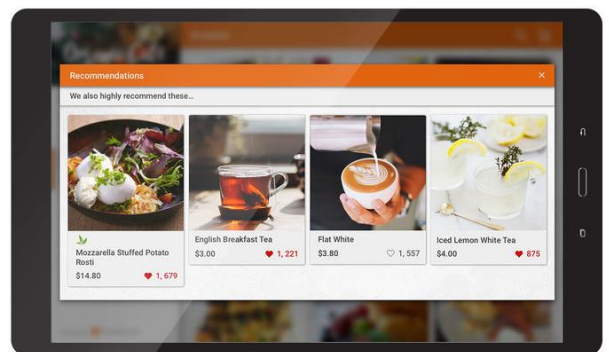 Recommendations
We also highly recommend these..
Mozzarella Stuffed Potato
Rosti
$14.80 1, 679
English Breakfast Tea
$3.00 1, 221
Flat White
$3.80 1, 557
Iced Lemon White Tea
$4.00 875